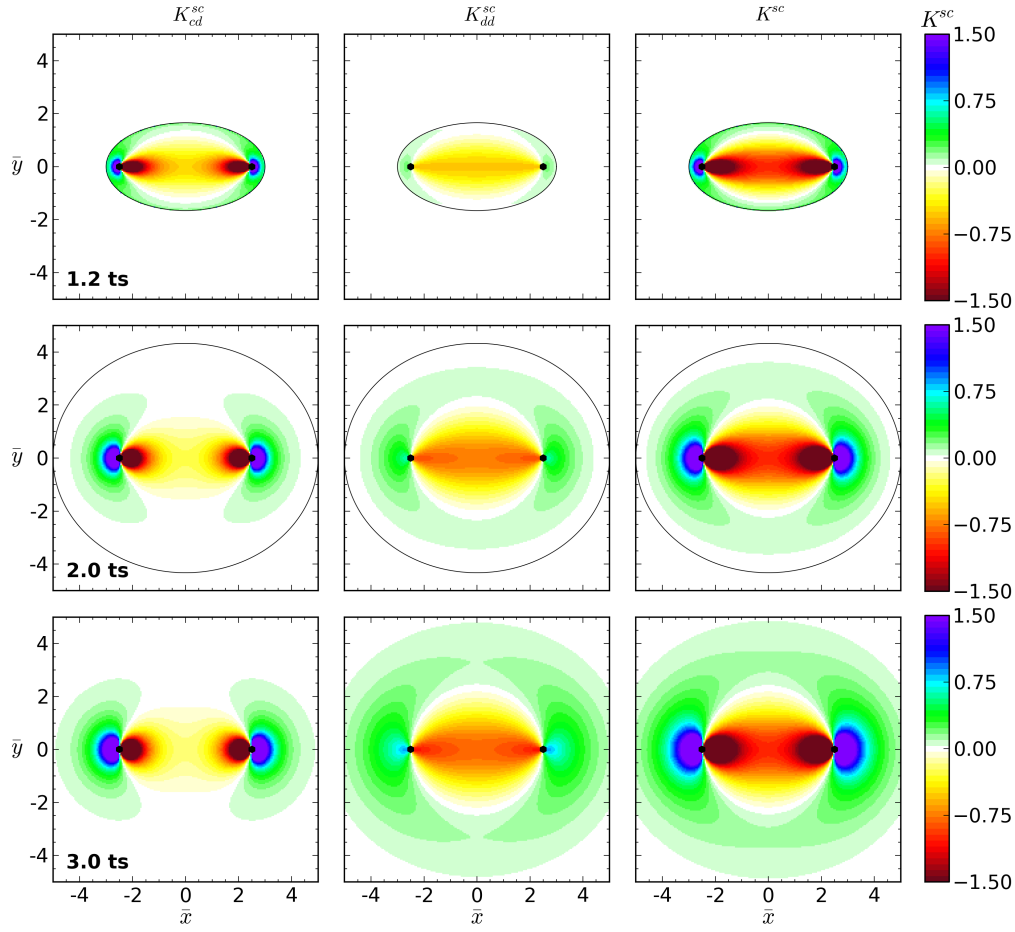 K_{cd}^{sc} K_{dd}^{sc} K^{sc} K^{sc}
4 2 0 -2 -4 ȳ 1.2 ts 1.50 0.75 0.00 −0.75 −1.50
4 2 0 -2 -4 ȳ 2.0 ts 1.50 0.75 0.00 −0.75 −1.50
4 2 0 -2 -4 ȳ 3.0 ts 1.50 0.75 0.00 −0.75 −1.50
-4 -2 0 2 4 -4 -2 0 2 4 -4 -2 0 2 4
x̄ x̄ x̄